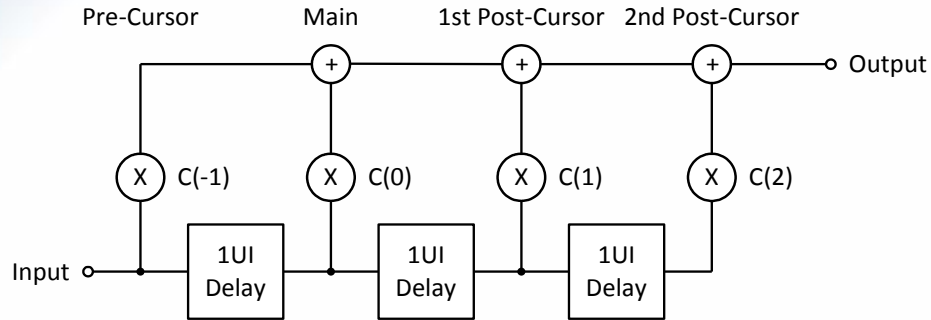 Pre-Cursor
Main
1st Post-Cursor
2nd Post-Cursor
+
+
+
Output
X
C(-1)
X
C(0)
X
C(1)
X
C(2)
Input
1UI
Delay
1UI
Delay
1UI
Delay